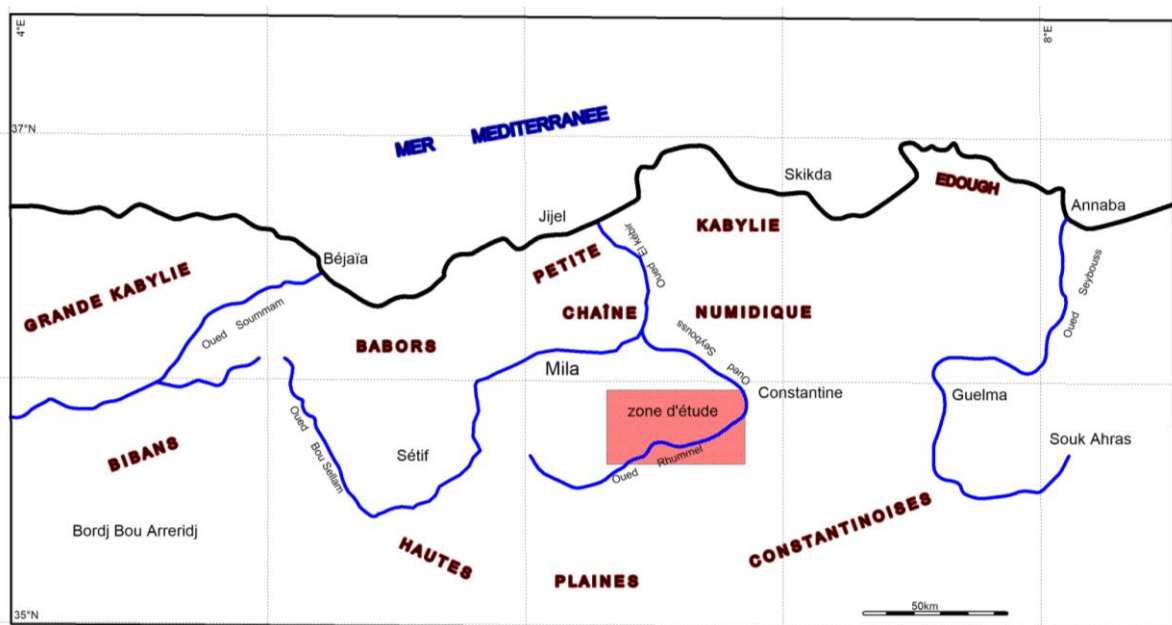 4°E
8°E
37°N
MER MEDITERRANEE
Skikda
EDOUGH
Annaba
Jijel
KABYLIE
Béjaïa
PETITE
Oued El kébir
GRANDE KABYLIE
Oued Soummam
Oued Seybouss
CHAÎNE NUMIDIQUE
BABORS
Oued Seybouss
Mila
Constantine
Guelma
zone d'étude
Oued Bou Sellam
Sétif
Souk Ahras
BIBANS
Oued Rhummel
Bordj Bou Arreridj
CONSTANTINOISES
HAUTES
PLAINES
35°N
50km